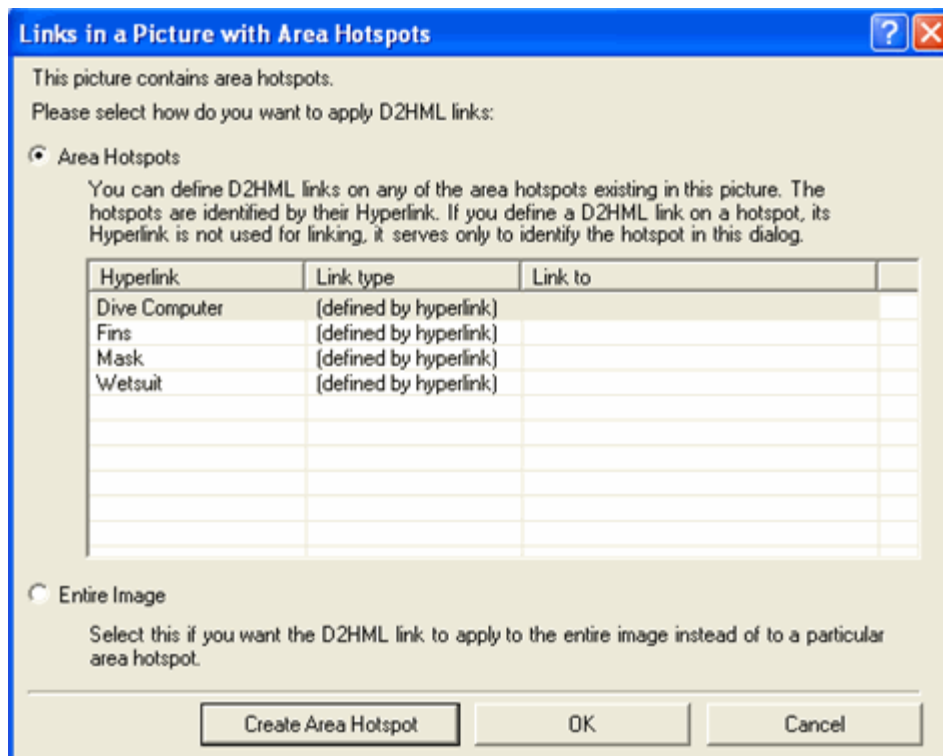 Links in a Picture with Area Hotspots
This picture contains area hotspots.
Please select how do you want to apply D2HML links:
Area Hotspots
You can define D2HML links on any of the area hotspots existing in this picture. The
hotspots are identified by their Hyperlink. If you define a D2HML link on a hotspot, its
Hyperlink is not used for linking, it serves only to identify the hotspot in this dialog.
Hyperlink Link type Link to
Dive Computer (defined by hyperlink)
Fins (defined by hyperlink)
Mask (defined by hyperlink)
Wetsuit (defined by hyperlink)
Entire Image
Select this if you want the D2HML link to apply to the entire image instead of to a particular
area hotspot.
Create Area Hotspot OK Cancel